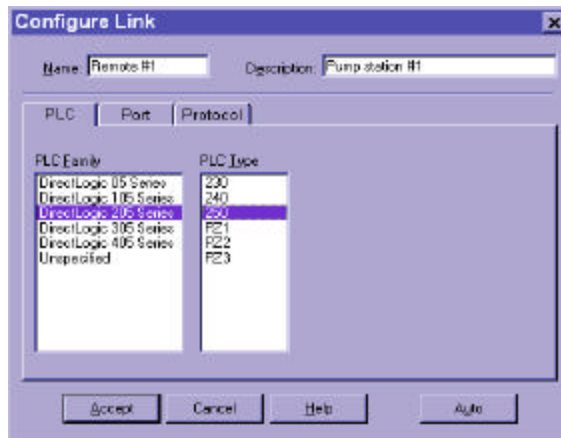 Configure Link
Name: Remote #1 Description: Pump station #1
PLC Port Protocol
PLC Family PLC Type
DirectLogic 05 Series 230
DirectLogic 105 Series 240
DirectLogic 205 Series 250
DirectLogic 305 Series PZ1
DirectLogic 405 Series PZ2
Unspecified PZ3
Accept Cancel Help Auto